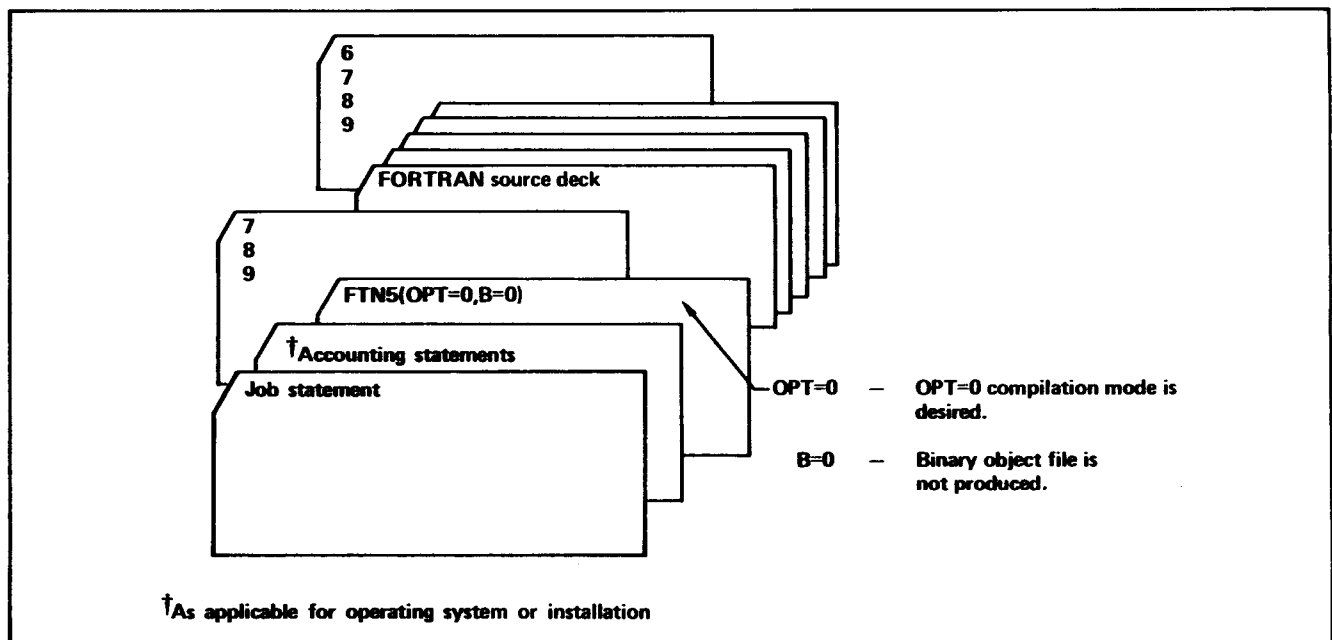 6
7
8
9
FORTRAN source deck
7
8
9
FTN5(OPT=0,B=0)
†Accounting statements
Job statement
OPT=0 — OPT=0 compilation mode is
desired.
B=0 — Binary object file is
not produced.
†As applicable for operating system or installation